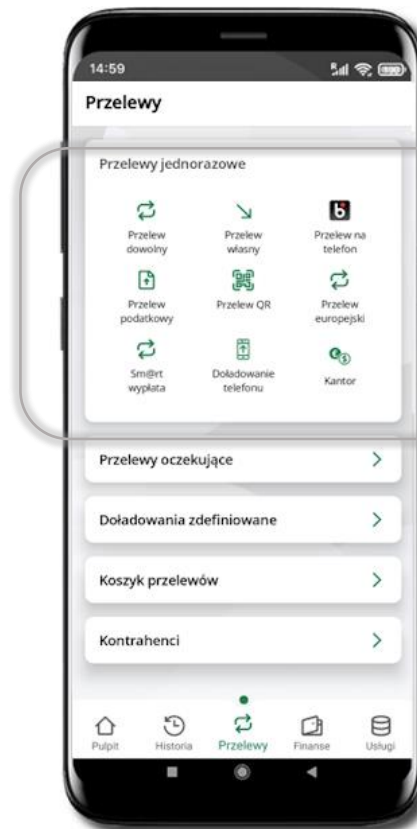 14:59
Przelewy
Przelewy jednorazowe
Przelew
dowolny
Przelew
własny
Przelew na
telefon
Przelew
podatkowy
Przelew QR
Przelew
europejski
Sm@rt
wypłata
Doładowanie
telefonu
Kantor
Przelewy oczekujące
Doładowania zdefiniowane
Koszyk przelewów
Kontrahenci
Pulpit
Historia
Przelewy
Finanse
Usługi